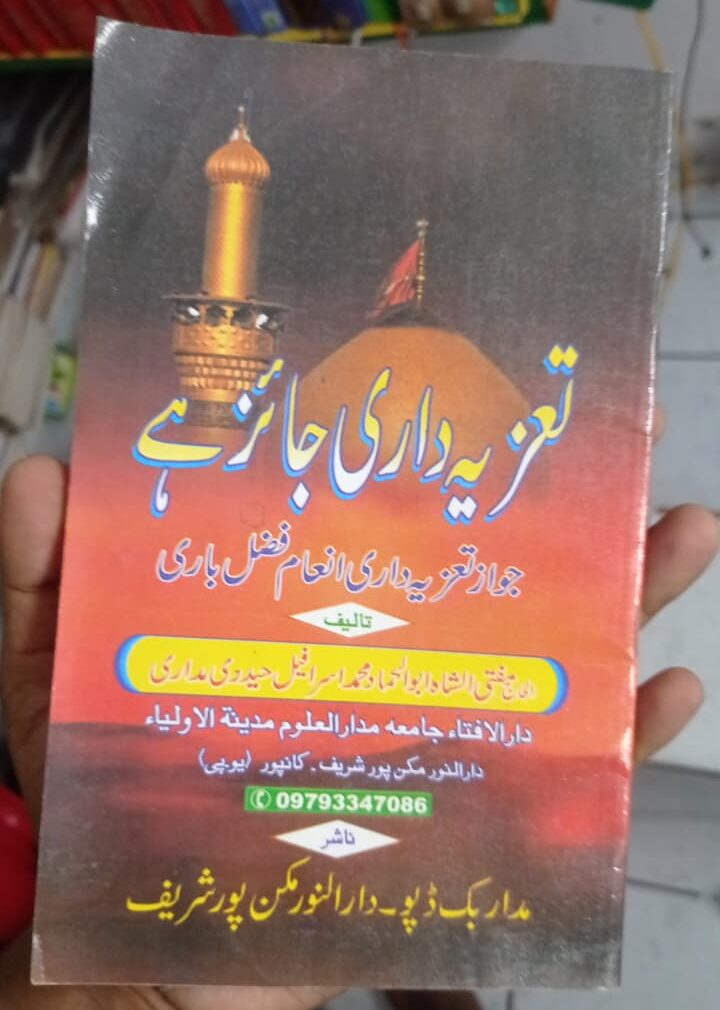 تعزیہ داری جائز ہے
جواز تعزیہ داری انعام فضل باری
تالیف
الحاج مفتی الشاہ ابوالحماد محمد اسرافیل حیدری مداری
دارالافتاء جامعہ مدارالعلوم مدینۃ الاولیاء
دارالنور مکن پور شریف۔ کانپور (یوپی)
09793347086
ناشر
مدار بک ڈپو۔ دارالنور مکن پور شریف